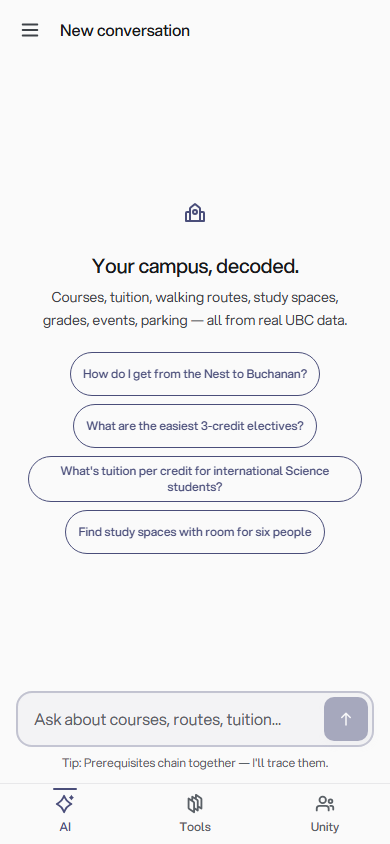 New conversation
Your campus, decoded.
Courses, tuition, walking routes, study spaces,
grades, events, parking — all from real UBC data.
How do I get from the Nest to Buchanan?
What are the easiest 3-credit electives?
What's tuition per credit for international Science
students?
Find study spaces with room for six people
Ask about courses, routes, tuition...
Tip: Prerequisites chain together — I'll trace them.
AI
Tools
Unity